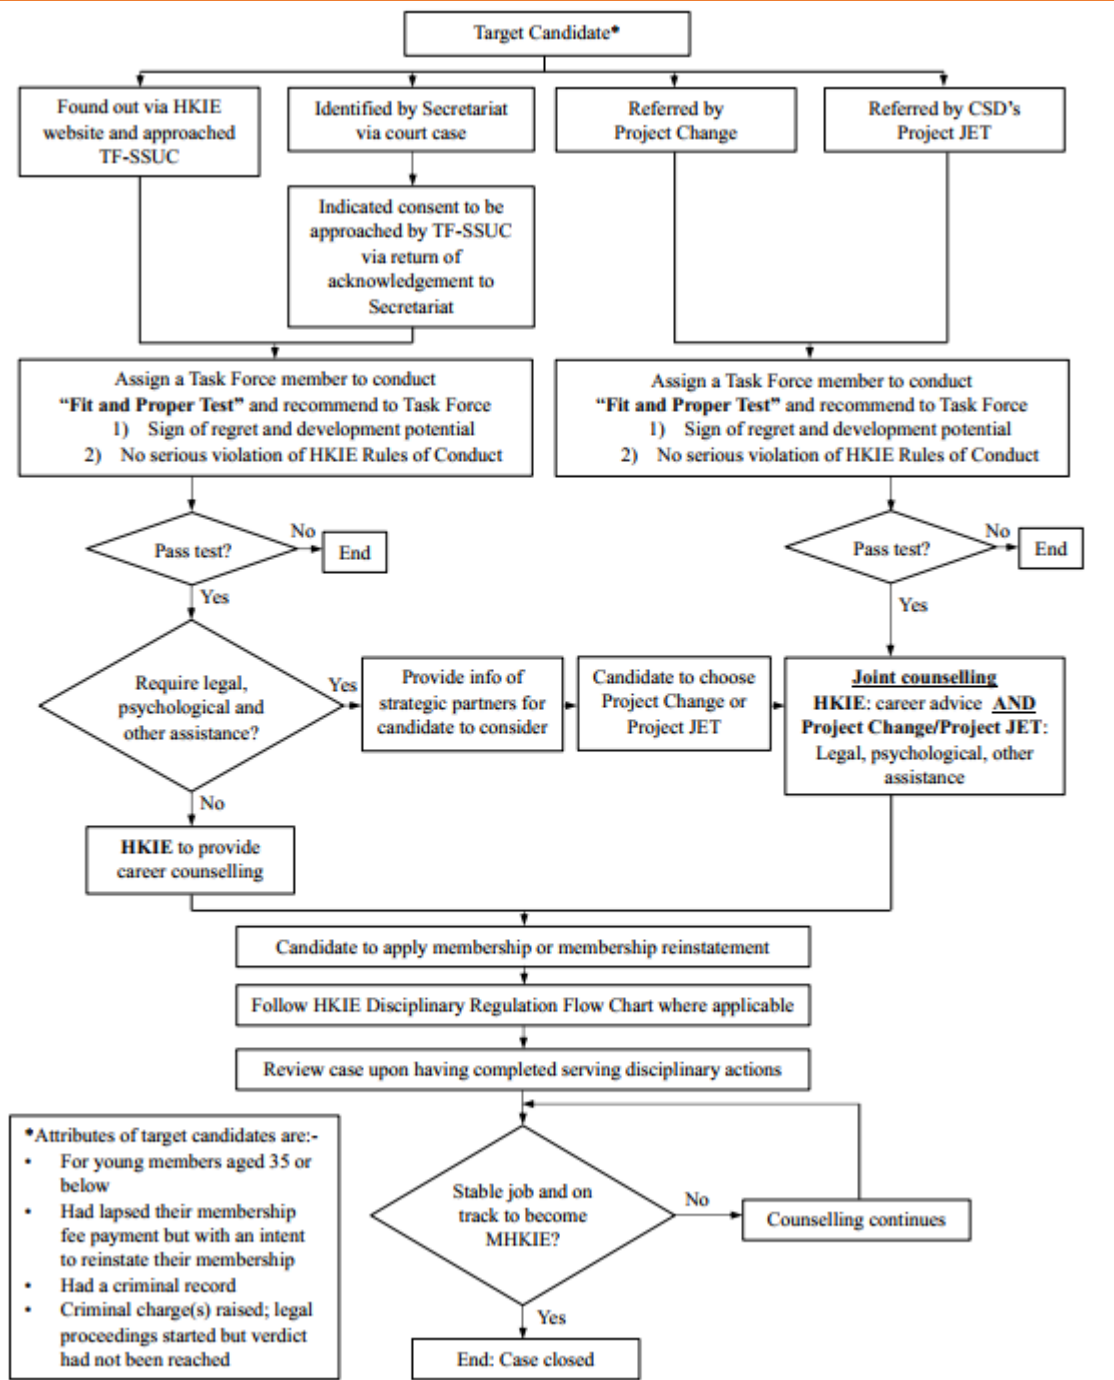 Target Candidate*
Found out via HKIE
website and approached
TF-SSUC
Identified by Secretariat
via court case
Referred by
Project Change
Referred by CSD's
Project JET
Indicated consent to be
approached by TF-SSUC
via return of
acknowledgement to
Secretariat
Assign a Task Force member to conduct
“Fit and Proper Test” and recommend to Task Force
1) Sign of regret and development potential
2) No serious violation of HKIE Rules of Conduct
Assign a Task Force member to conduct
“Fit and Proper Test” and recommend to Task Force
1) Sign of regret and development potential
2) No serious violation of HKIE Rules of Conduct
Pass test?
No
End
Yes
Pass test?
No
End
Yes
Require legal,
psychological and
other assistance?
Yes
Provide info of
strategic partners for
candidate to consider
Candidate to choose
Project Change or
Project JET
Joint counselling
HKIE: career advice AND
Project Change/Project JET:
Legal, psychological, other
assistance
No
HKIE to provide
career counselling
Candidate to apply membership or membership reinstatement
Follow HKIE Disciplinary Regulation Flow Chart where applicable
Review case upon having completed serving disciplinary actions
Stable job and on
track to become
MHKIE?
No
Counselling continues
Yes
End: Case closed
*Attributes of target candidates are:-
• For young members aged 35 or
below
• Had lapsed their membership
fee payment but with an intent
to reinstate their membership
• Had a criminal record
• Criminal charge(s) raised; legal
proceedings started but verdict
had not been reached